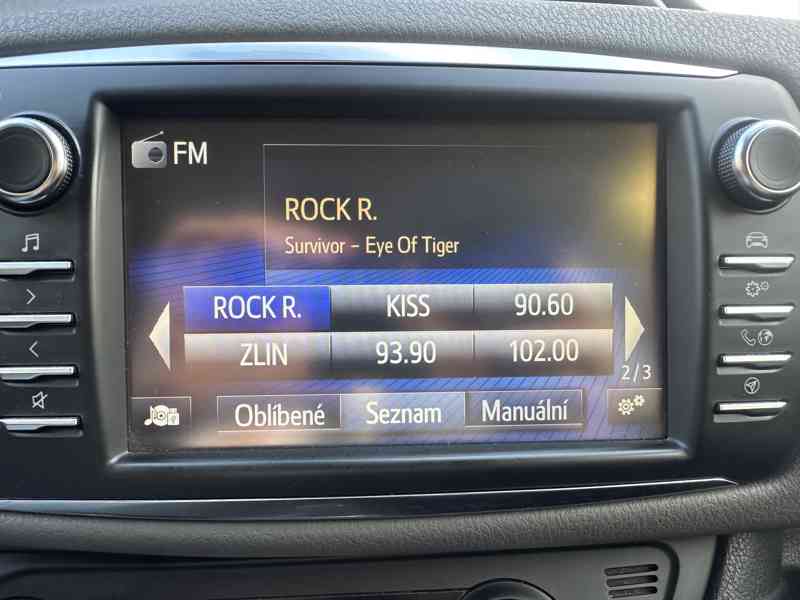 FM
ROCK R.
Survivor - Eye Of Tiger
ROCK R. KISS 90.60
ZLIN 93.90 102.00
2/3
Oblíbené Seznam Manuální